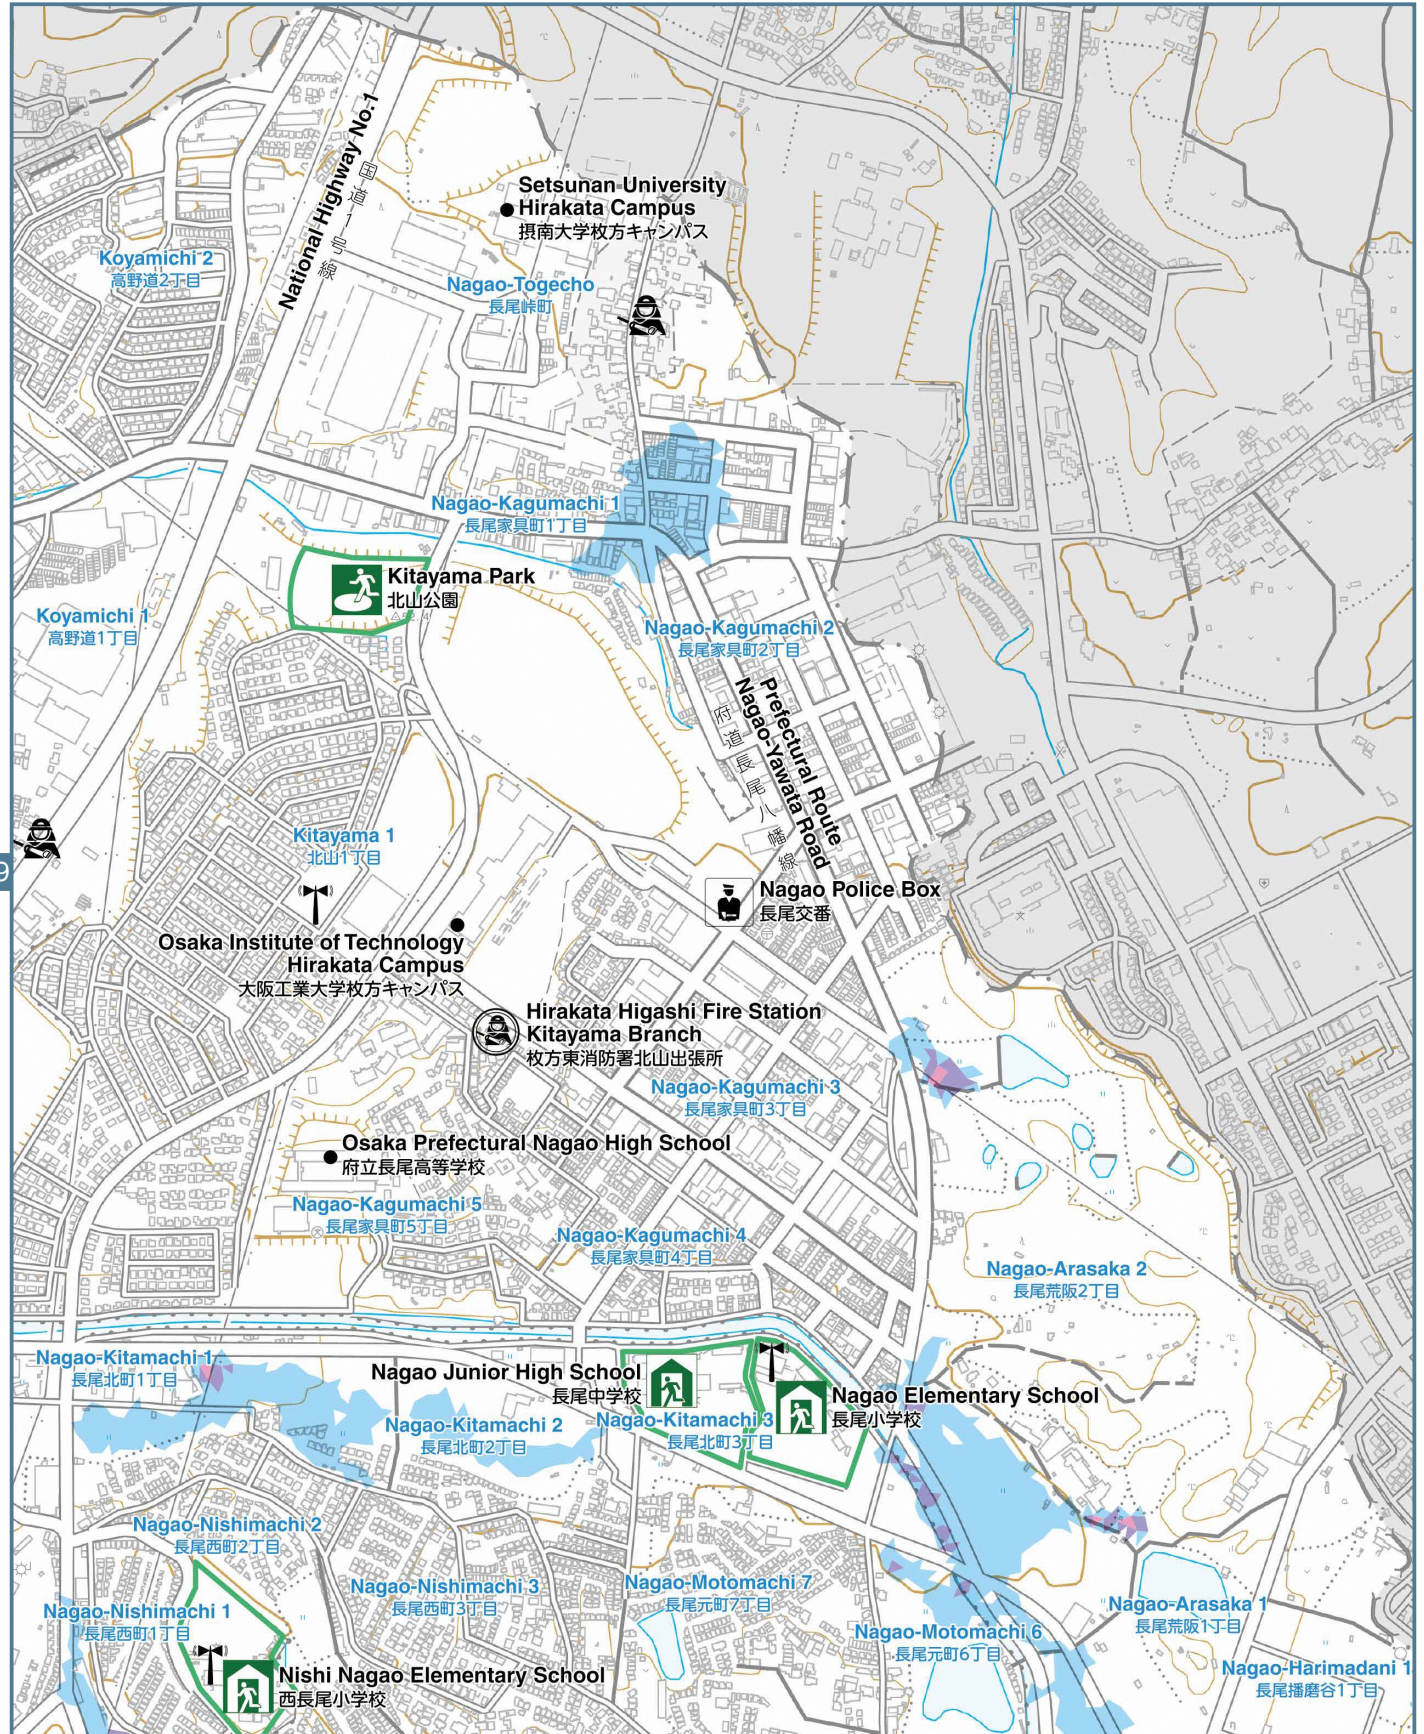 National Highway No.1
国道1号線
Setsunan University
Hirakata Campus
摂南大学枚方キャンパス
Koyamichi 2
高野道2丁目
Nagao-Togecho
長尾峠町
Nagao-Kagumachi 1
長尾家具町1丁目
Kitayama Park
北山公園
Koyamichi 1
高野道1丁目
Nagao-Kagumachi 2
長尾家具町2丁目
Prefectural Route
Nagao-Yawata Road
府道長尾八幡線
Kitayama 1
北山1丁目
9
Nagao Police Box
長尾交番
Osaka Institute of Technology
Hirakata Campus
大阪工業大学枚方キャンパス
Hirakata Higashi Fire Station
Kitayama Branch
枚方東消防署北山出張所
Nagao-Kagumachi 3
長尾家具町3丁目
Osaka Prefectural Nagao High School
府立長尾高等学校
Nagao-Kagumachi 5
長尾家具町5丁目
Nagao-Kagumachi 4
長尾家具町4丁目
Nagao-Arasaka 2
長尾荒阪2丁目
Nagao-Kitamachi 1
長尾北町1丁目
Nagao Junior High School
長尾中学校
Nagao Elementary School
長尾小学校
Nagao-Kitamachi 2
長尾北町2丁目
Nagao-Kitamachi 3
長尾北町3丁目
Nagao-Nishimachi 2
長尾西町2丁目
Nagao-Nishimachi 3
長尾西町3丁目
Nagao-Motomachi 7
長尾元町7丁目
Nagao-Nishimachi 1
長尾西町1丁目
Nagao-Arasaka 1
長尾荒阪1丁目
Nagao-Motomachi 6
長尾元町6丁目
Nagao-Harimadani 1
長尾播磨谷1丁目
Nishi Nagao Elementary School
西長尾小学校